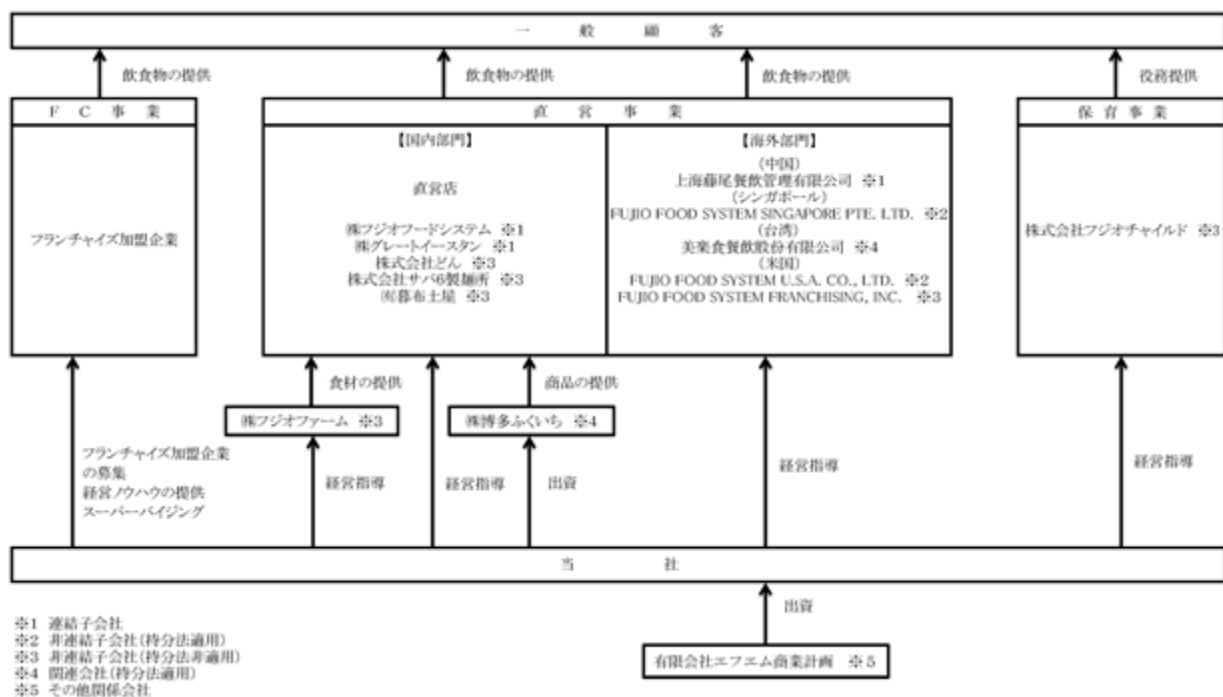 一般顧客
飲食物の提供
飲食物の提供
飲食物の提供
役務提供
FC事業
直営事業
保育事業
フランチャイズ加盟企業
【国内部門】
直営店
㈱フジオフードシステム ※1
㈱グレートイースタン ※1
株式会社どん ※3
株式会社サバ6製麺所 ※3
㈲暮布土屋 ※3
【海外部門】
(中国)
上海藤尾餐飲管理有限公司 ※1
(シンガポール)
FUJIO FOOD SYSTEM SINGAPORE PTE. LTD. ※2
(台湾)
美楽食餐飲股份有限公司 ※4
(米国)
FUJIO FOOD SYSTEM U.S.A. CO., LTD. ※2
FUJIO FOOD SYSTEM FRANCHISING, INC. ※3
株式会社フジオチャイルド ※3
食材の提供
商品の提供
㈱フジオファーム ※3
㈱博多ふくいち ※4
フランチャイズ加盟企業
の募集
経営ノウハウの提供
スーパーバイジング
経営指導
経営指導
出資
経営指導
経営指導
当社
出資
有限会社エフエム商業計画 ※5
※1 連結子会社
※2 非連結子会社(持分法適用)
※3 非連結子会社(持分法非適用)
※4 関連会社(持分法適用)
※5 その他関係会社